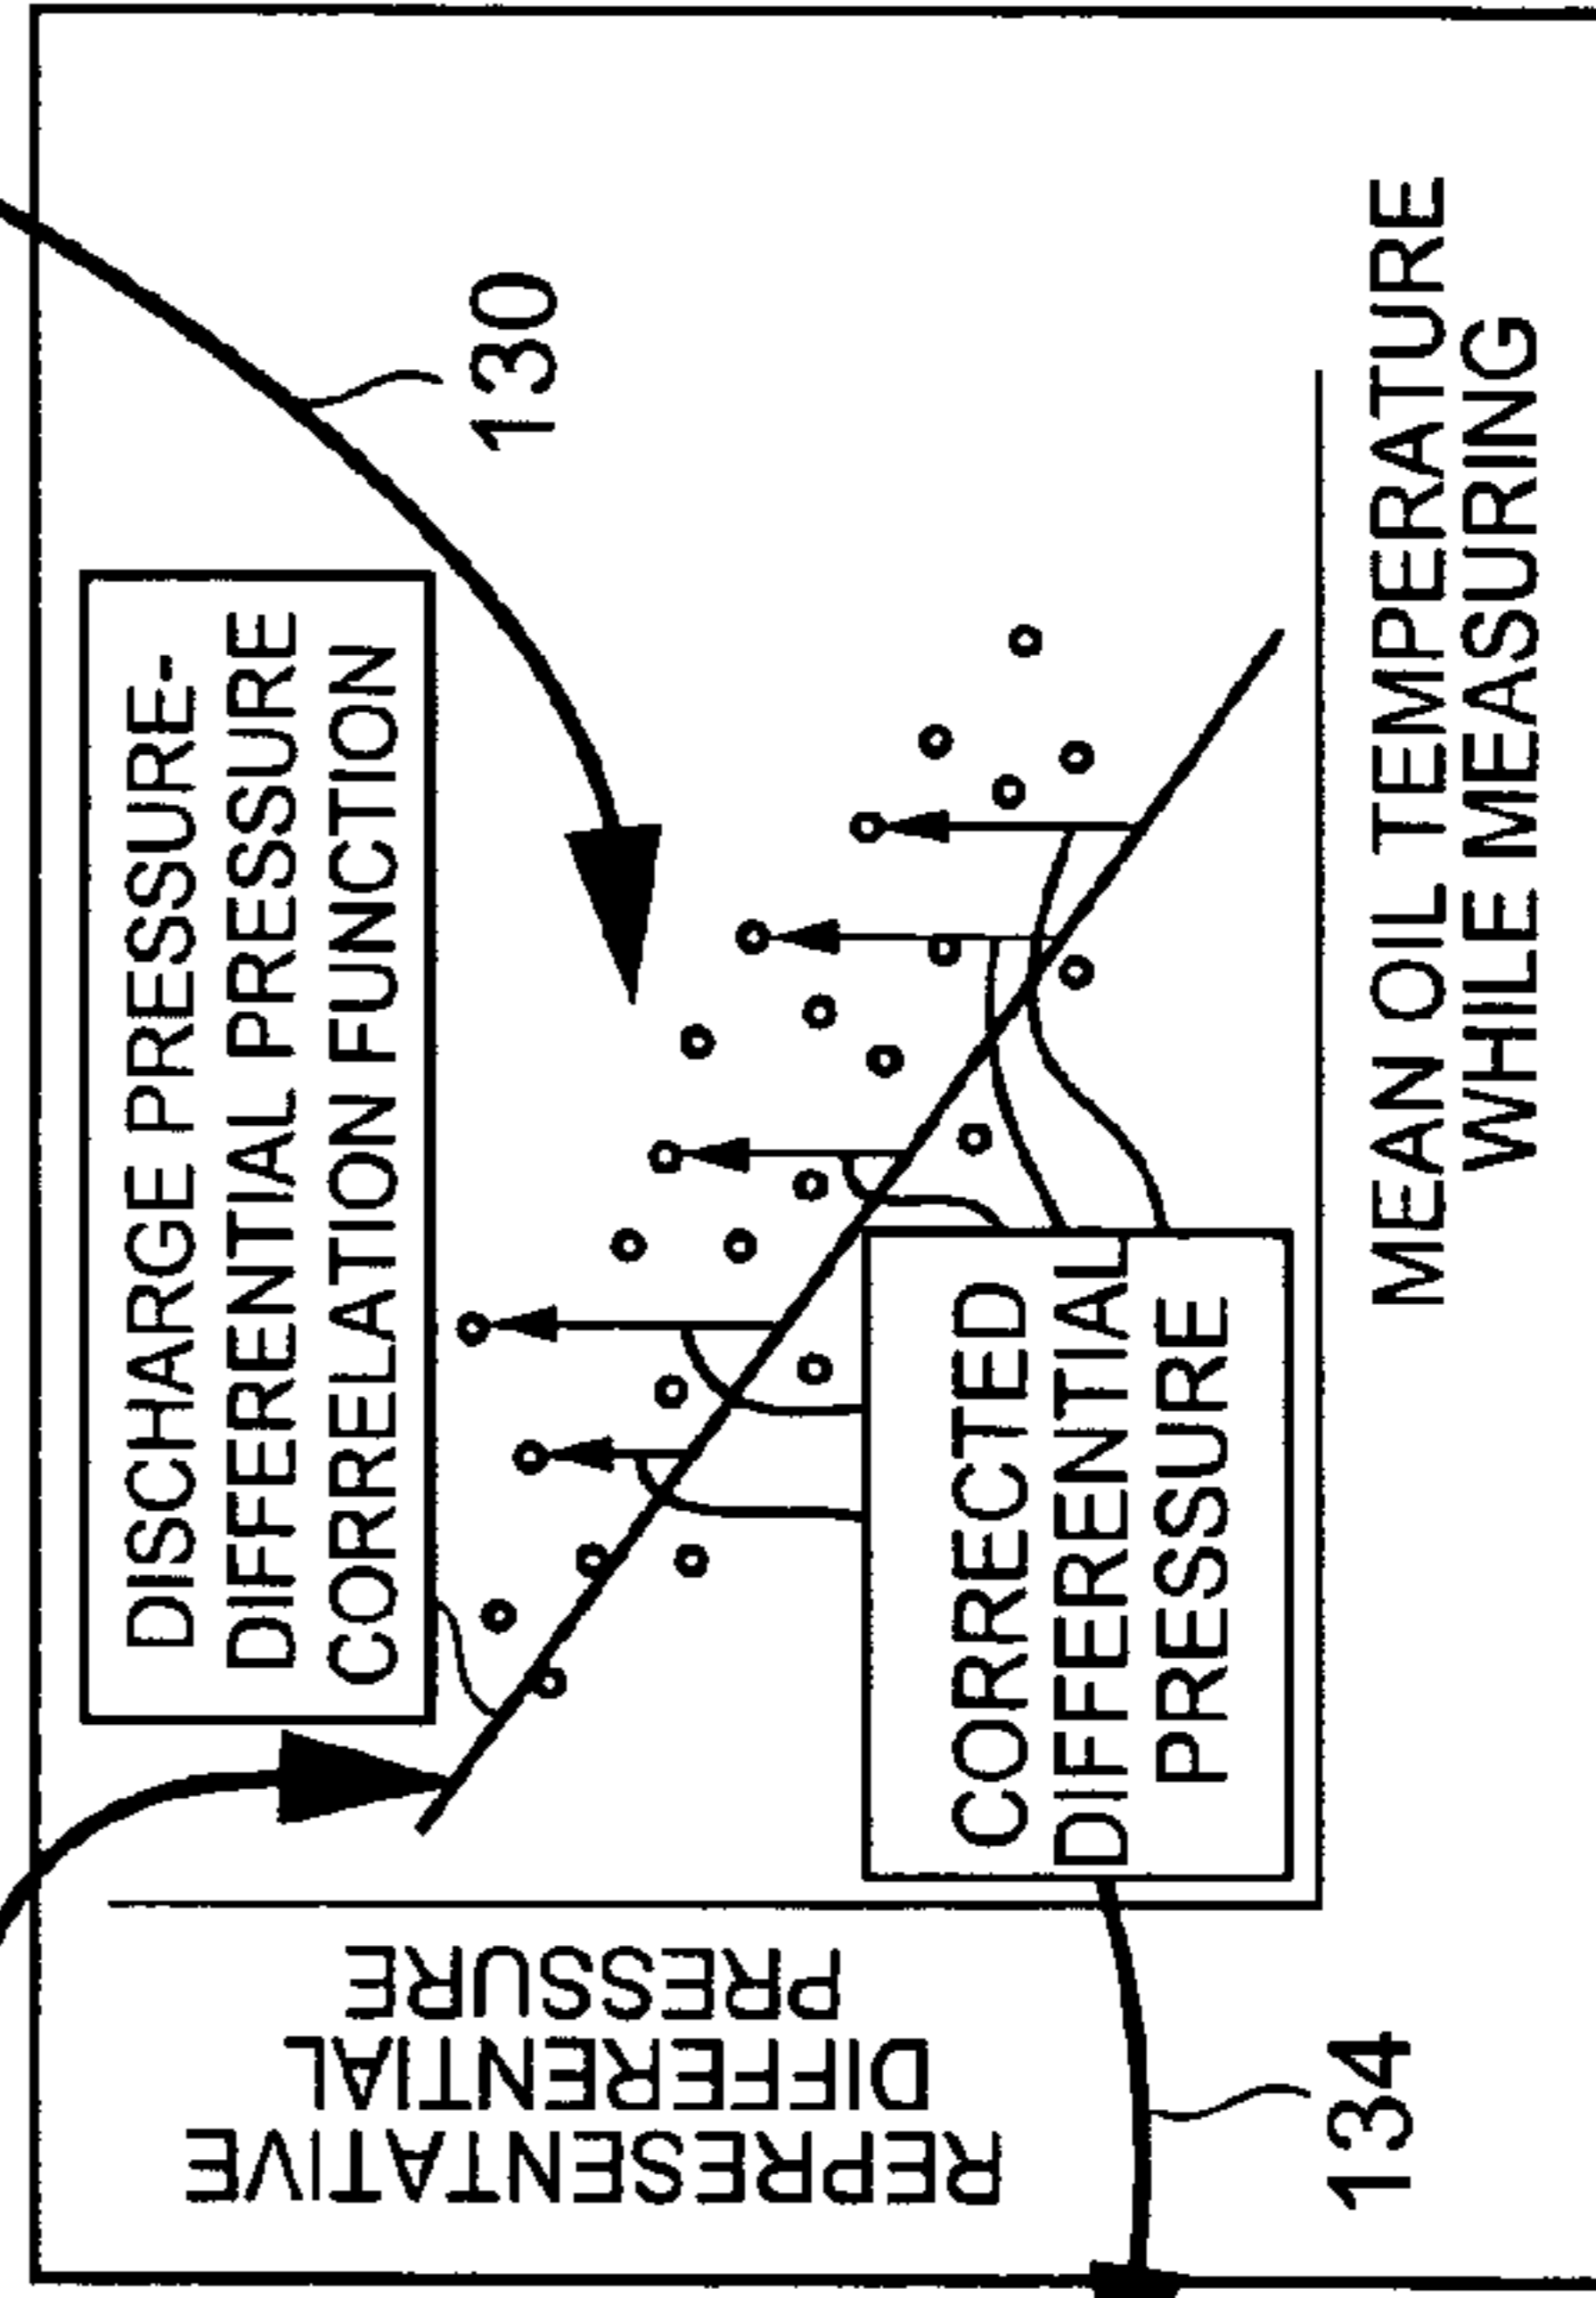 DISCHARGE PRESSURE-
DIFFERENTIAL PRESSURE
CORRELATION FUNCTION
130
REPRESENTATIVE
DIFFERENTIAL
PRESSURE
CORRECTED
DIFFERENTIAL
PRESSURE
134
MEAN OIL TEMPERATURE
WHILE MEASURING